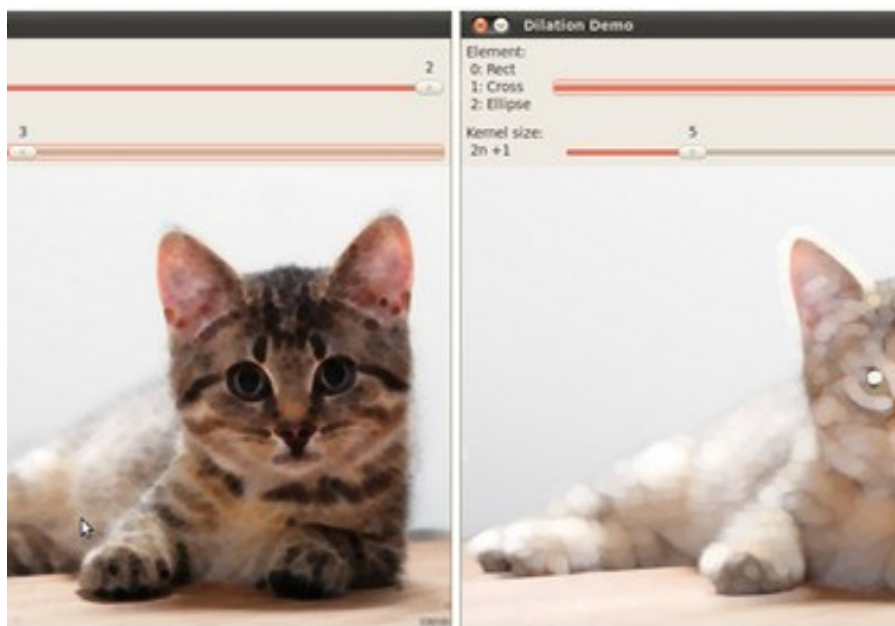 2
3
Dilation Demo
Element:
0: Rect
1: Cross
2: Ellipse
Kernel size:
5
2n +1